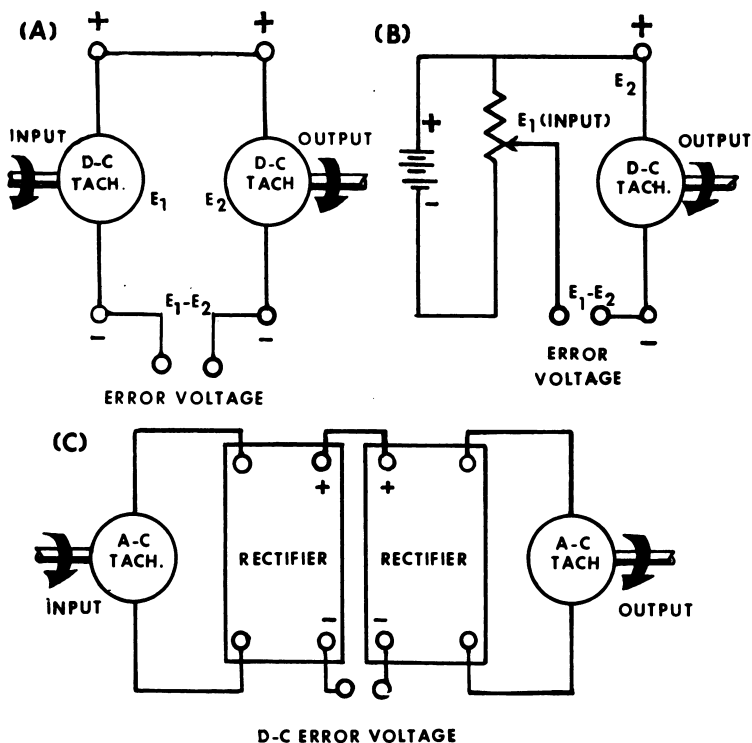 (A)
+ +
INPUT
D-C TACH.
E1
D-C TACH
E2
OUTPUT
E1-E2
- -
ERROR VOLTAGE
(B)
+
E2
+
E1 (INPUT)
OUTPUT
D-C TACH.
-
E1-E2
-
ERROR
VOLTAGE
(C)
+ +
A-C TACH.
RECTIFIER
RECTIFIER
A-C TACH
INPUT
OUTPUT
- -
D-C ERROR VOLTAGE